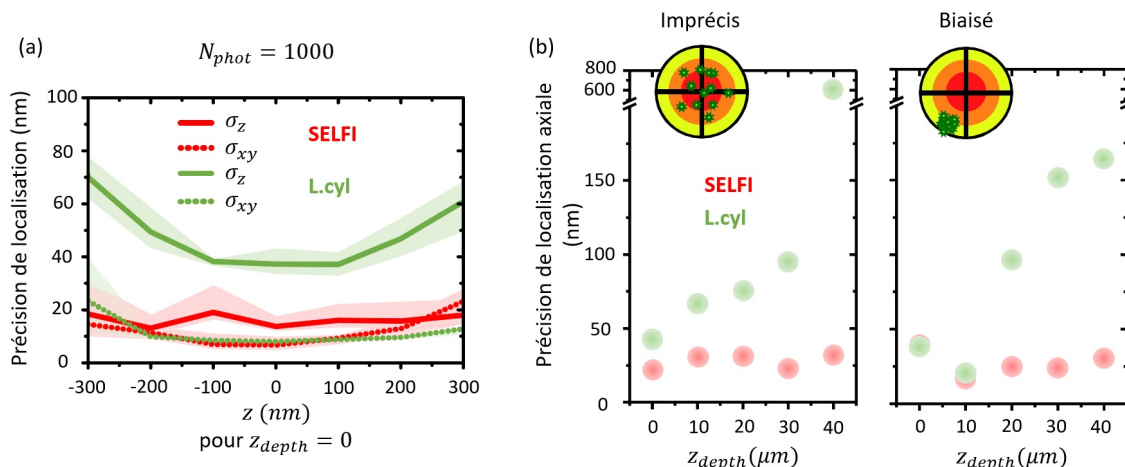 (a)
N_phot = 1000
Précision de localisation (nm)
100
80
60
40
20
0
σ_z
σ_xy
σ_z
σ_xy
SELFI
L.cyl
-300
-200
-100
0
100
200
300
z (nm)
pour z_depth = 0
(b)
Imprécis
Biaisé
Précision de localisation axiale
(nm)
800
600
150
100
50
0
SELFI
L.cyl
0
10
20
30
40
z_depth(μm)
0
10
20
30
40
z_depth(μm)